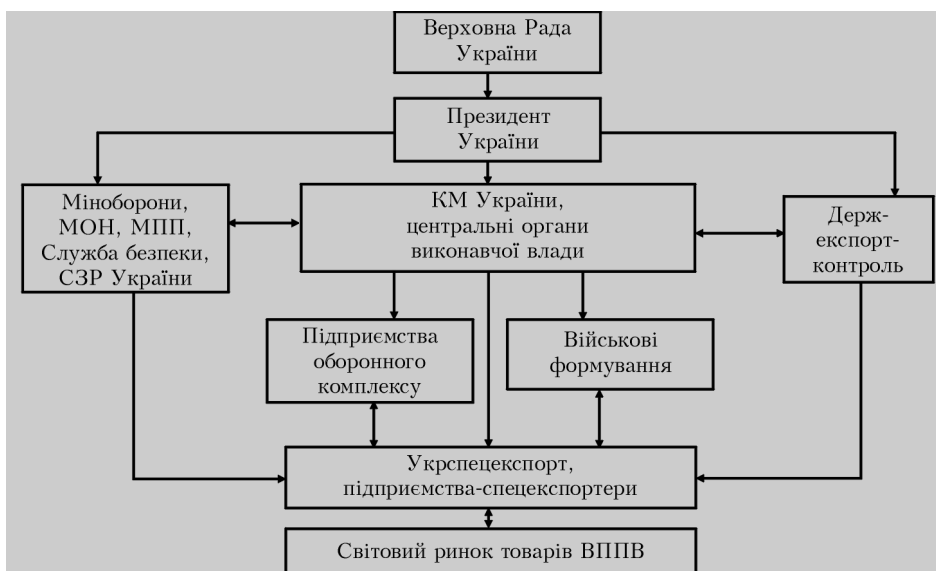 Верховна Рада
України
Президент
України
Міноборони,
МОН, МПП,
Служба безпеки,
СЗР України
КМ України,
центральні органи
виконавчої влади
Держ-
експорт-
контроль
Підприємства
оборонного
комплексу
Військові
формування
Укрспецекспорт,
підприємства-спецекспортери
Світовий ринок товарів ВППВ